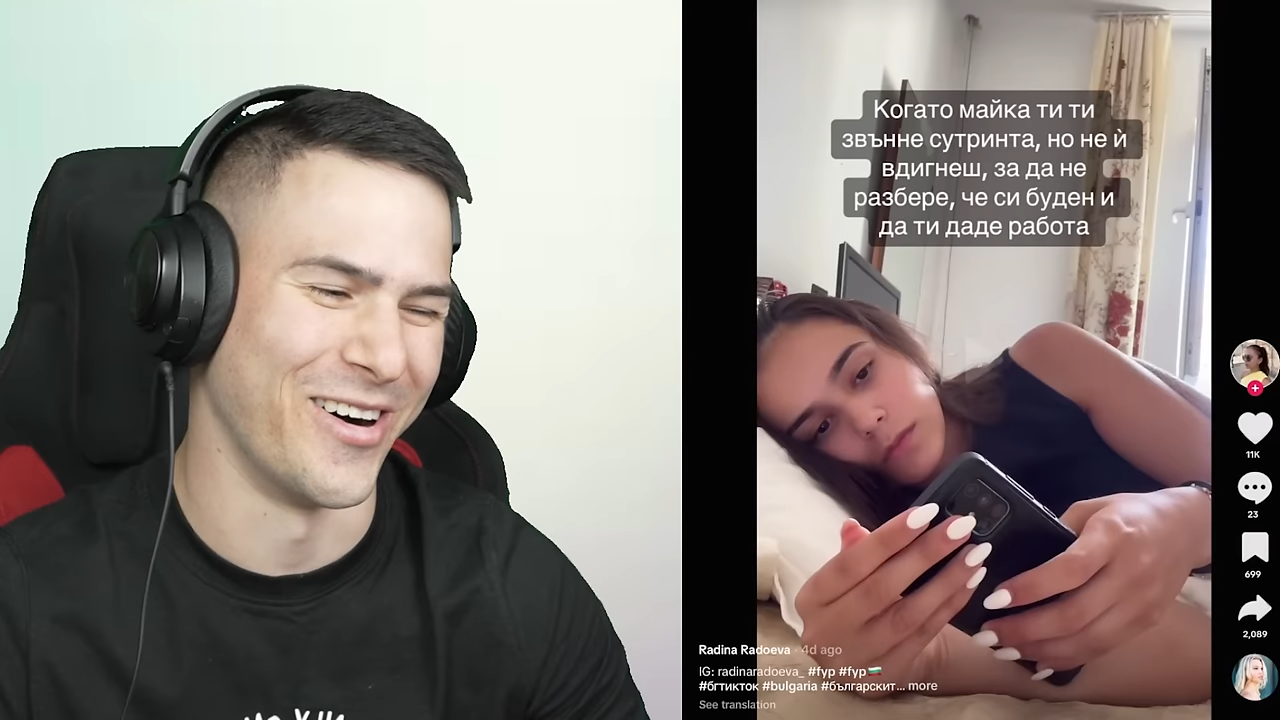 Когато майка ти ти
звънне сутринта, но не ѝ
вдигнеш, за да не
разбере, че си буден и
да ти даде работа
11K
23
699
2,089
Radina Radoeva · 4d ago
IG: radinaradoeva_ #fyp #fyp🇧🇬
#бгтикток #bulgaria #българскит... more
See translation